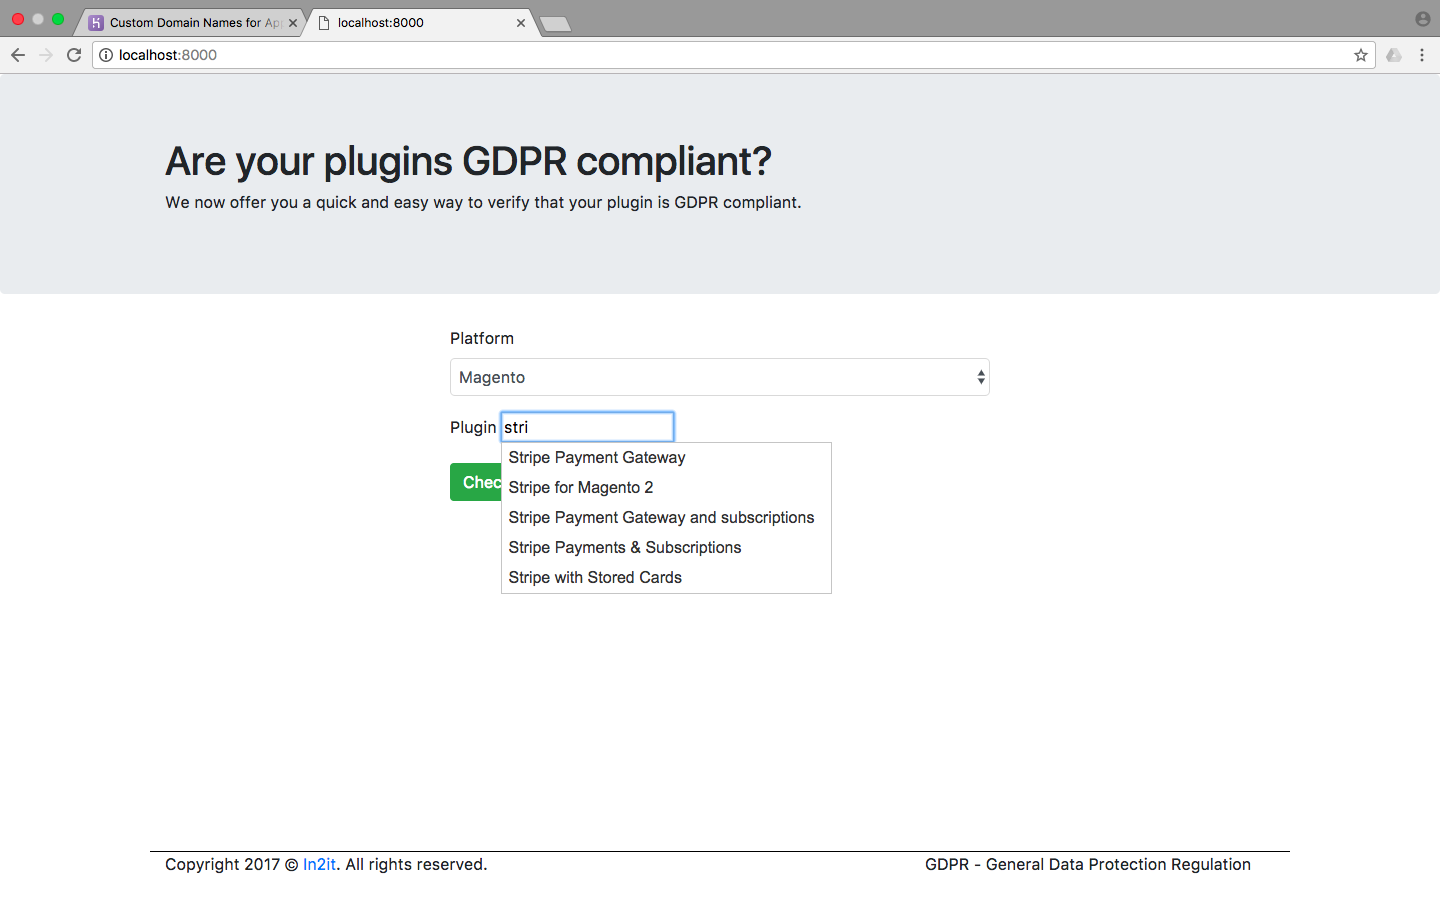 Custom Domain Names for App
localhost:8000
localhost:8000
Are your plugins GDPR compliant?
We now offer you a quick and easy way to verify that your plugin is GDPR compliant.
Platform
Magento
Plugin stri
Stripe Payment Gateway
Chec
Stripe for Magento 2
Stripe Payment Gateway and subscriptions
Stripe Payments & Subscriptions
Stripe with Stored Cards
Copyright 2017 © In2it. All rights reserved.
GDPR - General Data Protection Regulation